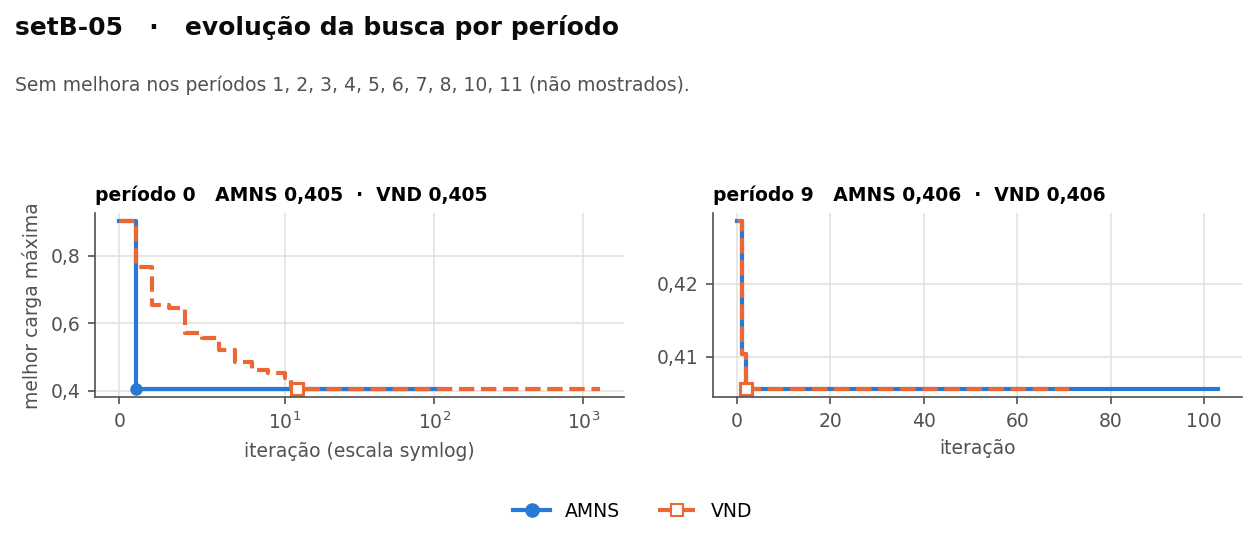 setB-05 · evolução da busca por período
Sem melhora nos períodos 1, 2, 3, 4, 5, 6, 7, 8, 10, 11 (não mostrados).
período 0 AMNS 0,405 · VND 0,405
melhor carga máxima
0,8
0,6
0,4
0 10¹ 10² 10³
iteração (escala symlog)
período 9 AMNS 0,406 · VND 0,406
0,42
0,41
0 20 40 60 80 100
iteração
AMNS VND